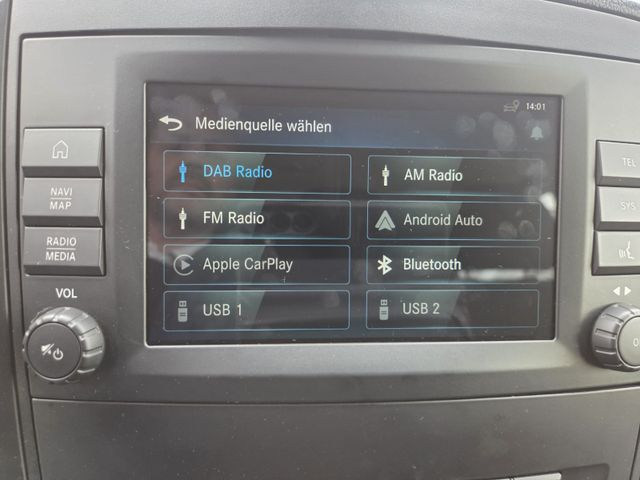 14:01
Medienquelle wählen
DAB Radio
AM Radio
FM Radio
Android Auto
Apple CarPlay
Bluetooth
USB 1
USB 2
NAVI
MAP
RADIO
MEDIA
VOL
TEL
SYS